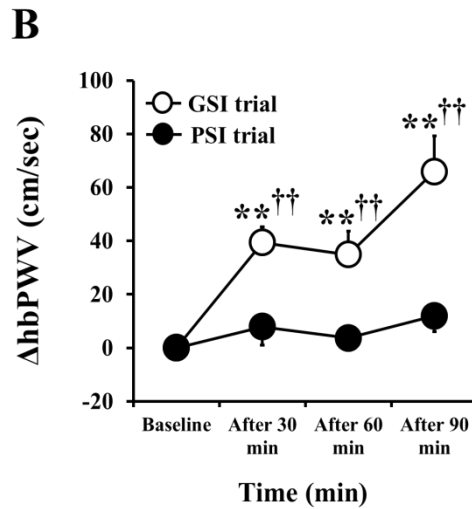 B
100
80
60
40
20
0
-20
ΔhbPWV (cm/sec)
GSI trial
PSI trial
**††
**††
**††
Baseline
After 30
min
After 60
min
After 90
min
Time (min)